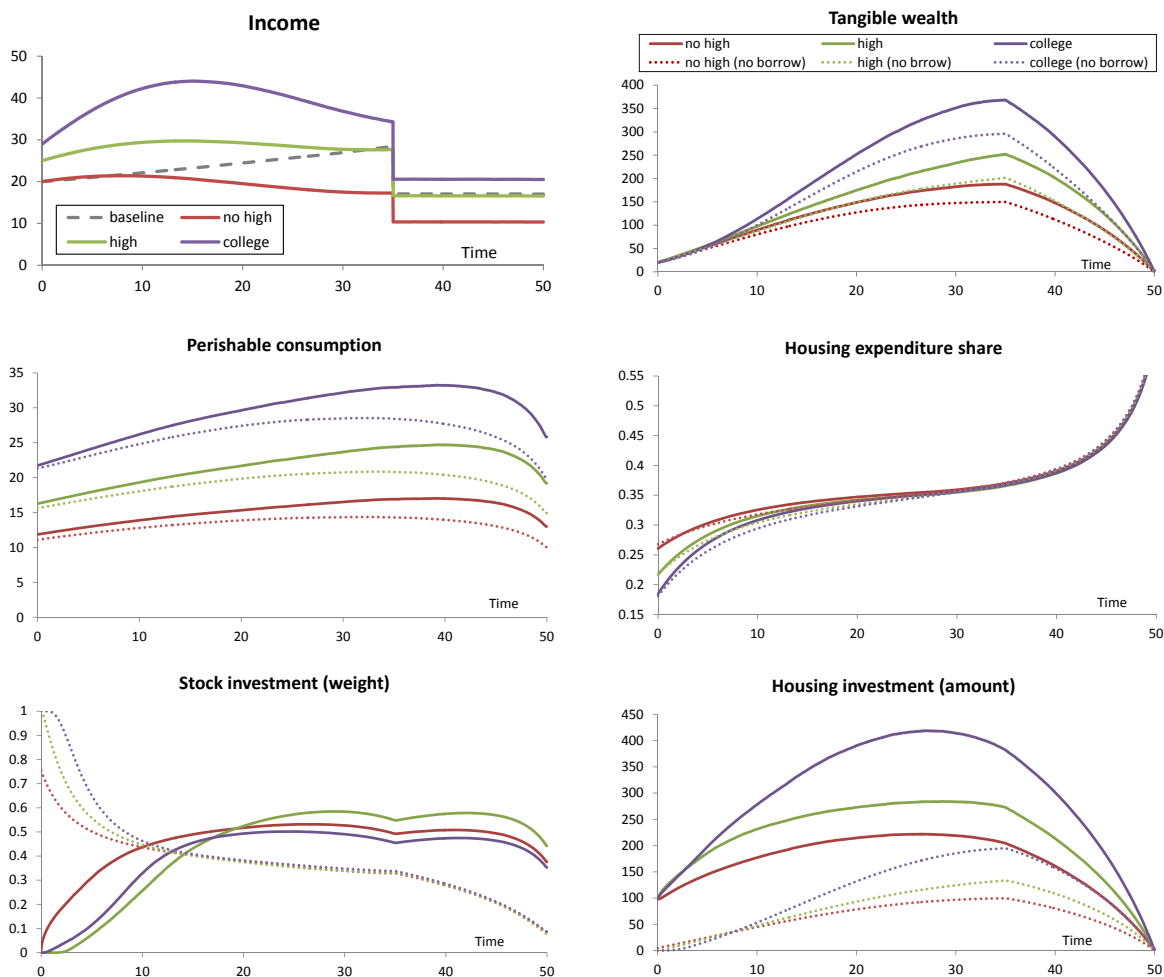 Income
50
40
30
20
10
0
baseline no high
high college
Time
0 10 20 30 40 50
Tangible wealth
no high high college
no high (no borrow) high (no brrow) college (no borrow)
400
350
300
250
200
150
100
50
0
Time
0 10 20 30 40 50
Perishable consumption
35
30
25
20
15
10
5
0
Time
0 10 20 30 40 50
Housing expenditure share
0.55
0.5
0.45
0.4
0.35
0.3
0.25
0.2
0.15
Time
0 10 20 30 40 50
Stock investment (weight)
1
0.9
0.8
0.7
0.6
0.5
0.4
0.3
0.2
0.1
0
Time
0 10 20 30 40 50
Housing investment (amount)
450
400
350
300
250
200
150
100
50
0
Time
0 10 20 30 40 50